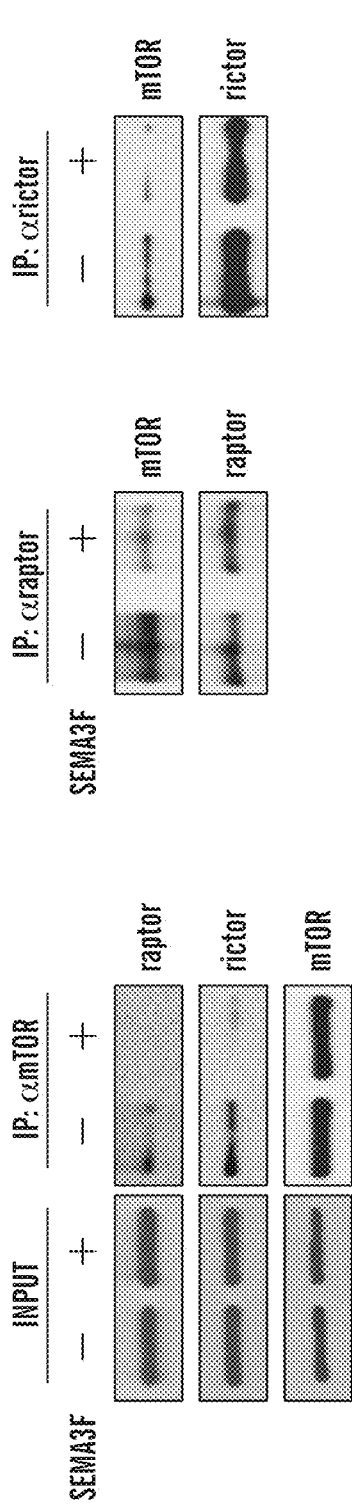 INPUT IP: αmTOR
SEMA3F − + − +
raptor
rictor
mTOR
IP: αraptor
SEMA3F − +
mTOR
raptor
IP: αrictor
− +
mTOR
rictor